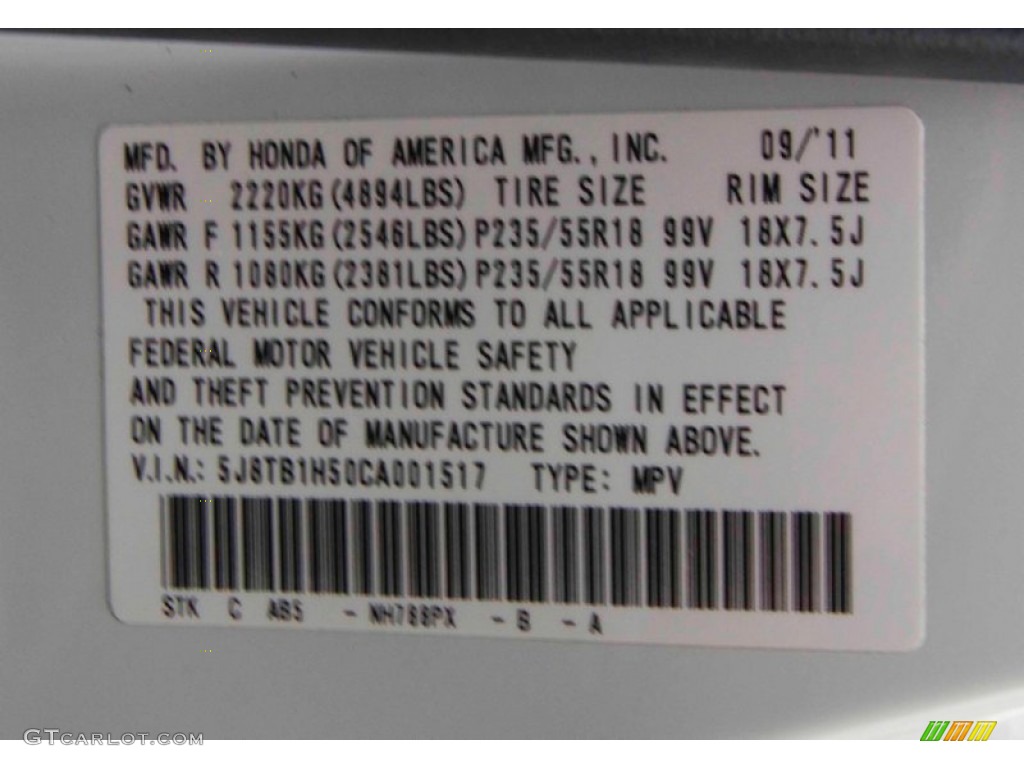 MFD. BY HONDA OF AMERICA MFG., INC. 09/'11
GVWR 2220KG(4894LBS) TIRE SIZE RIM SIZE
GAWR F 1155KG(2546LBS) P235/55R18 99V 18X7.5J
GAWR R 1080KG(2381LBS) P235/55R18 99V 18X7.5J
THIS VEHICLE CONFORMS TO ALL APPLICABLE
FEDERAL MOTOR VEHICLE SAFETY
AND THEFT PREVENTION STANDARDS IN EFFECT
ON THE DATE OF MANUFACTURE SHOWN ABOVE.
V.I.N.: 5J8TB1H50CA001517 TYPE: MPV
STK C AB5 - NH788PX - B - A
GTCARLOT.COM